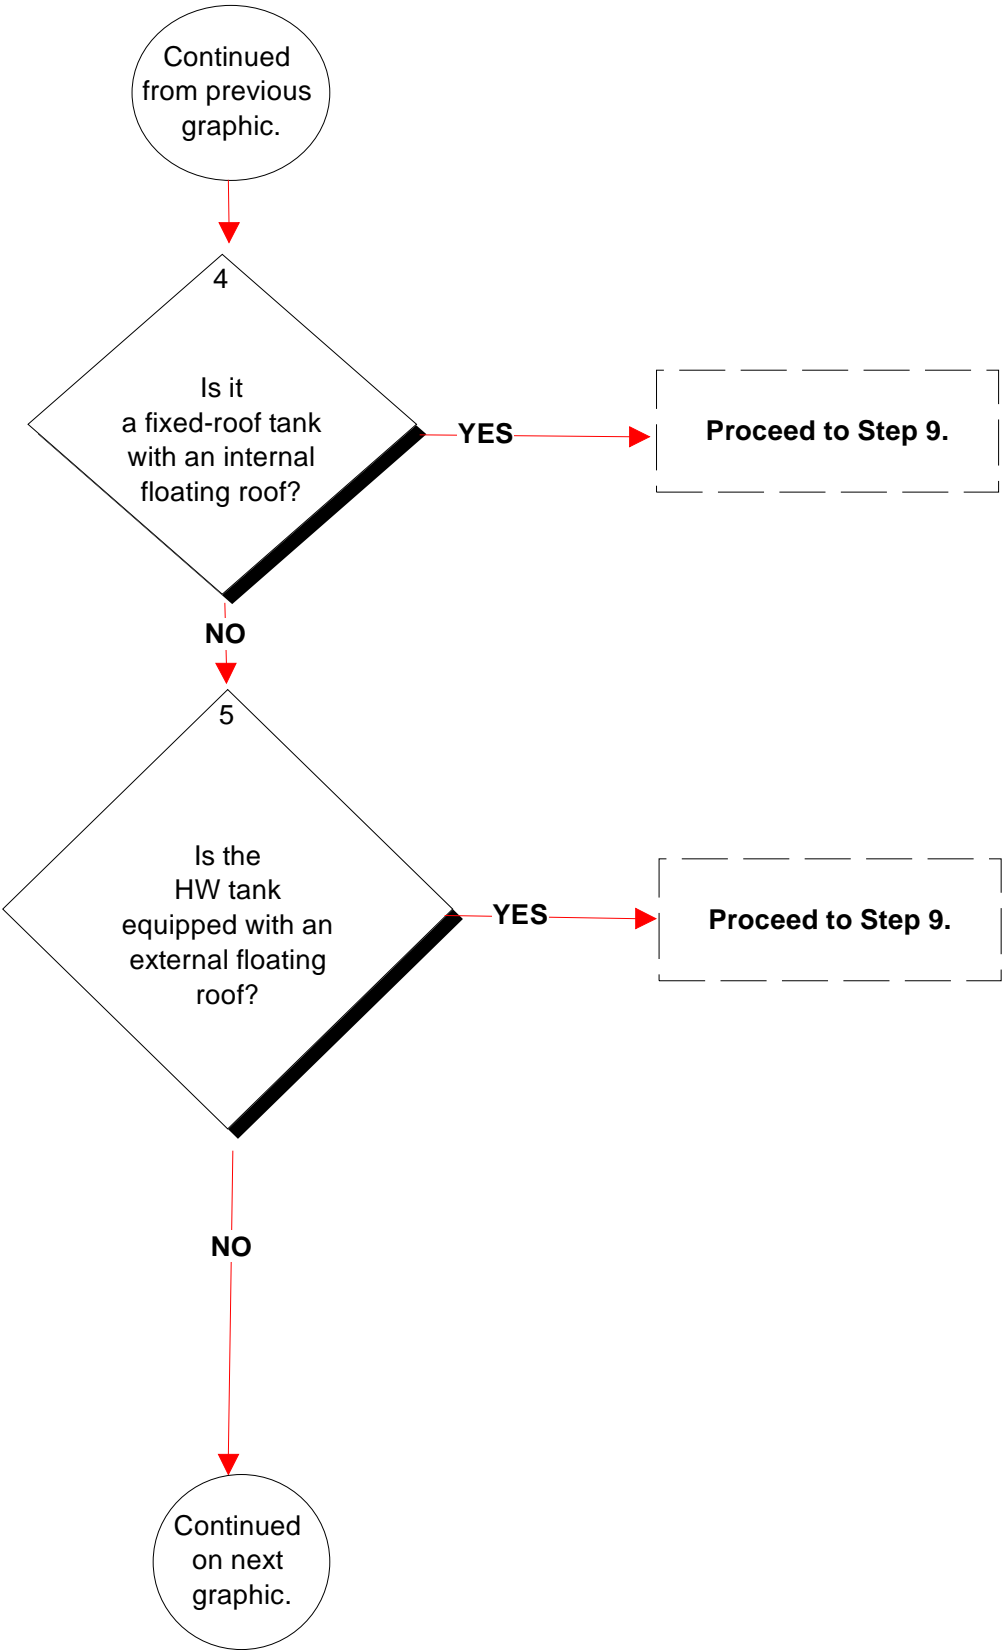 Continued
from previous
graphic.
4
Is it
a fixed-roof tank
with an internal
floating roof?
YES
Proceed to Step 9.
NO
5
Is the
HW tank
equipped with an
external floating
roof?
YES
Proceed to Step 9.
NO
Continued
on next
graphic.